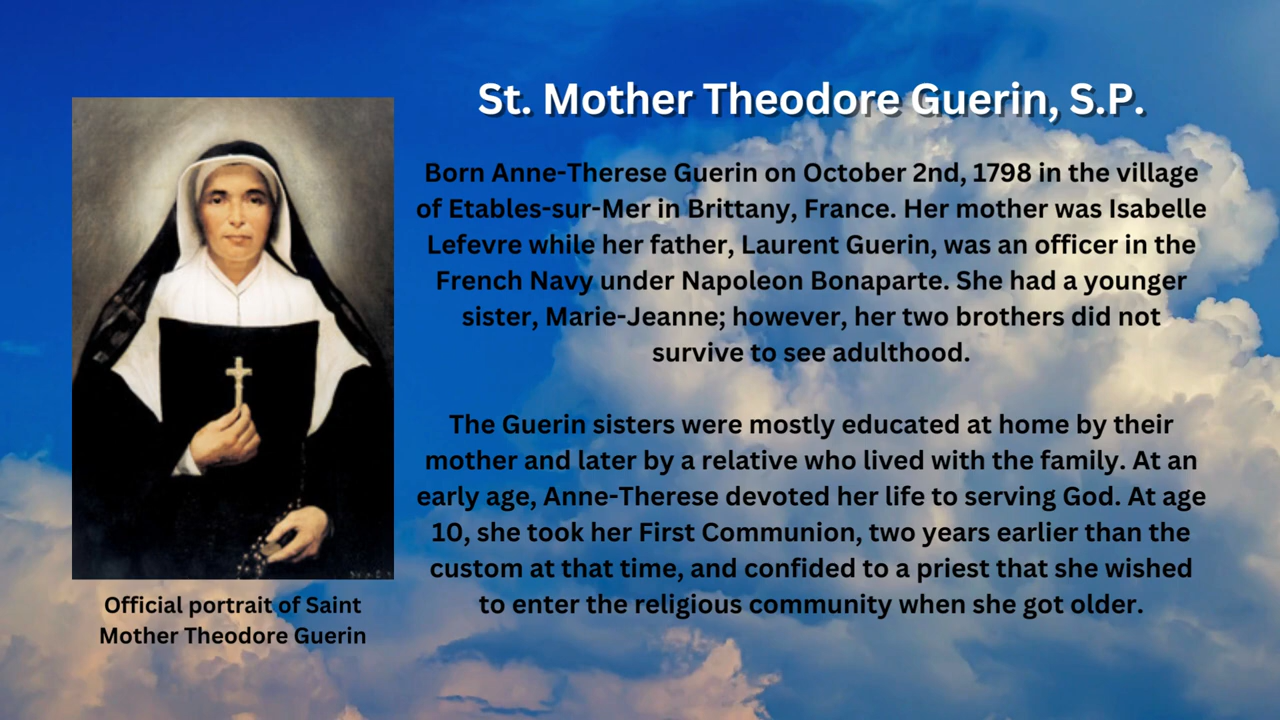 St. Mother Theodore Guerin, S.P.
Born Anne-Therese Guerin on October 2nd, 1798 in the village
of Etables-sur-Mer in Brittany, France. Her mother was Isabelle
Lefevre while her father, Laurent Guerin, was an officer in the
French Navy under Napoleon Bonaparte. She had a younger
sister, Marie-Jeanne; however, her two brothers did not
survive to see adulthood.
The Guerin sisters were mostly educated at home by their
mother and later by a relative who lived with the family. At an
early age, Anne-Therese devoted her life to serving God. At age
10, she took her First Communion, two years earlier than the
custom at that time, and confided to a priest that she wished
to enter the religious community when she got older.
Official portrait of Saint
Mother Theodore Guerin